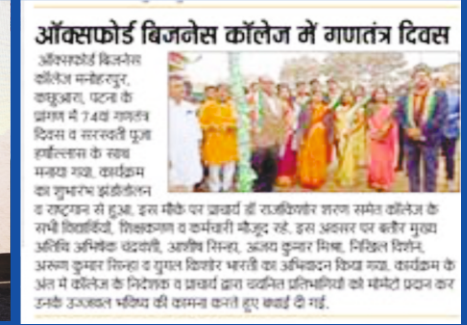 ऑक्सफोर्ड बिजनेस कॉलेज में गणतंत्र दिवस
ऑक्सफोर्ड बिजनेस
कॉलेज मनोहरपुर,
कछुआरा, पटना के
प्रांगण में 74वां गणतंत्र
दिवस व सरस्वती पूजा
हर्षोल्लास के साथ
मनाया गया. कार्यक्रम
का शुभारंभ झंडोतोलन
व राष्ट्रगान से हुआ. इस मौके पर प्राचार्य डॉ राजकिशोर शरण समेत कॉलेज के
सभी विद्यार्थियों, शिक्षकगण व कर्मचारी मौजूद रहे. इस अवसर पर बतौर मुख्य
अतिथि अभिषेक चंद्रवंशी, आशीष सिन्हा, अजय कुमार मिश्रा, निखिल विशेन,
अरूण कुमार सिन्हा व युगल किशोर भारती का अभिवादन किया गया. कार्यक्रम के
अंत में कॉलेज के निदेशक व प्राचार्य द्वारा चयनित प्रतिभागियों को मोमेंटो प्रदान कर
उनके उज्जवल भविष्य की कामना करते हुए बधाई दी गई.